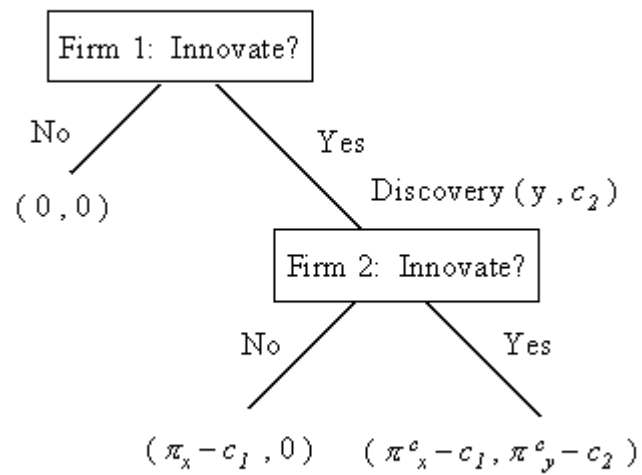 Firm 1: Innovate?
No
Yes
(0,0)
Discovery (y, c₂)
Firm 2: Innovate?
No
Yes
(πₓ − c₁, 0) (πᶜₓ − c₁, πᶜᵧ − c₂)